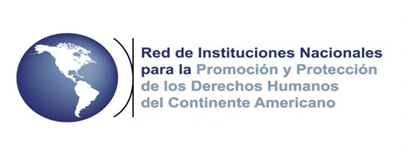 Red de Instituciones Nacionales
para la Promoción y Protección
de los Derechos Humanos
del Continente Americano